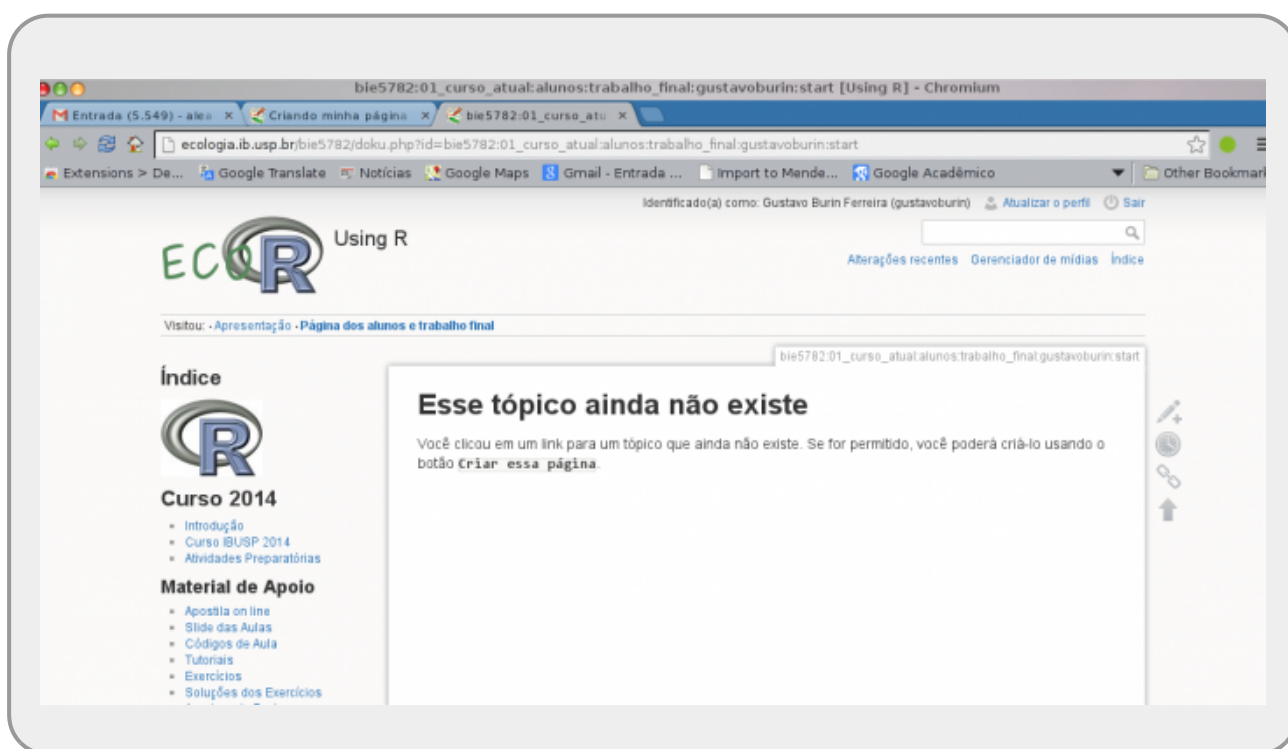 bie5782:01_curso_atual:alunos:trabalho_final:gustavoburin:start [Using R] - Chromium
Entrada (5.549) - alea
Criando minha página
bie5782:01_curso_atu
ecologia.ib.usp.br/bie5782/doku.php?id=bie5782:01_curso_atual:alunos:trabalho_final:gustavoburin:start
Extensions > De... Google Translate Notícias Google Maps Gmail - Entrada ... Import to Mende... Google Acadêmico Other Bookmark
Identificado(a) como: Gustavo Burin Ferreira (gustavoburin) Atualizar o perfil Sair
ECO R
Using R
Alterações recentes Gerenciador de mídias Índice
Visitou: • Apresentação • Página dos alunos e trabalho final
bie5782:01_curso_atual:alunos:trabalho_final:gustavoburin:start
Índice
R
Curso 2014
Introdução
Curso IBUSP 2014
Atividades Preparatórias
Material de Apoio
Apostila on line
Slide das Aulas
Códigos de Aula
Tutoriais
Exercícios
Soluções dos Exercícios
Esse tópico ainda não existe
Você clicou em um link para um tópico que ainda não existe. Se for permitido, você poderá criá-lo usando o
botão Criar essa página.